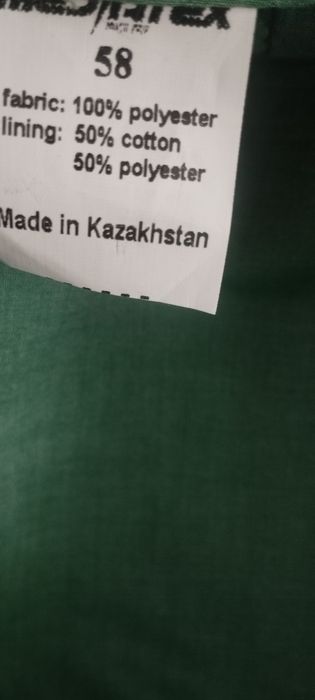 58
fabric: 100% polyester
lining: 50% cotton
50% polyester
Made in Kazakhstan